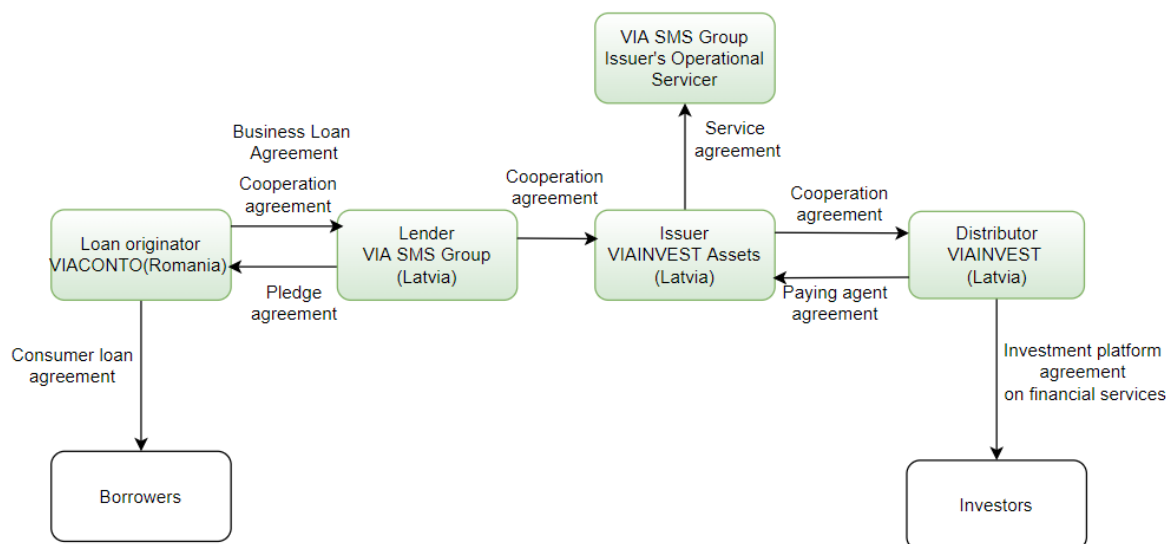 VIA SMS Group
Issuer's Operational
Servicer
Business Loan
Agreement
Cooperation
agreement
Cooperation
agreement
Service
agreement
Cooperation
agreement
Loan originator
VIACONTO(Romania)
Lender
VIA SMS Group
(Latvia)
Issuer
VIAINVEST Assets
(Latvia)
Distributor
VIAINVEST
(Latvia)
Pledge
agreement
Paying agent
agreement
Consumer loan
agreement
Investment platform
agreement
on financial services
Borrowers
Investors